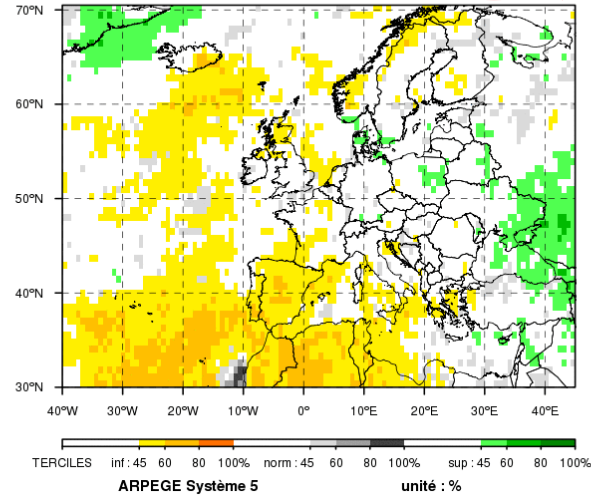 70°N
60°N
50°N
40°N
30°N
40°W 30°W 20°W 10°W 0°E 10°E 20°E 30°E 40°E
TERCILES inf : 45 60 80 100% norm : 45 60 80 100% sup : 45 60 80 100%
ARPEGE Système 5 unité : %